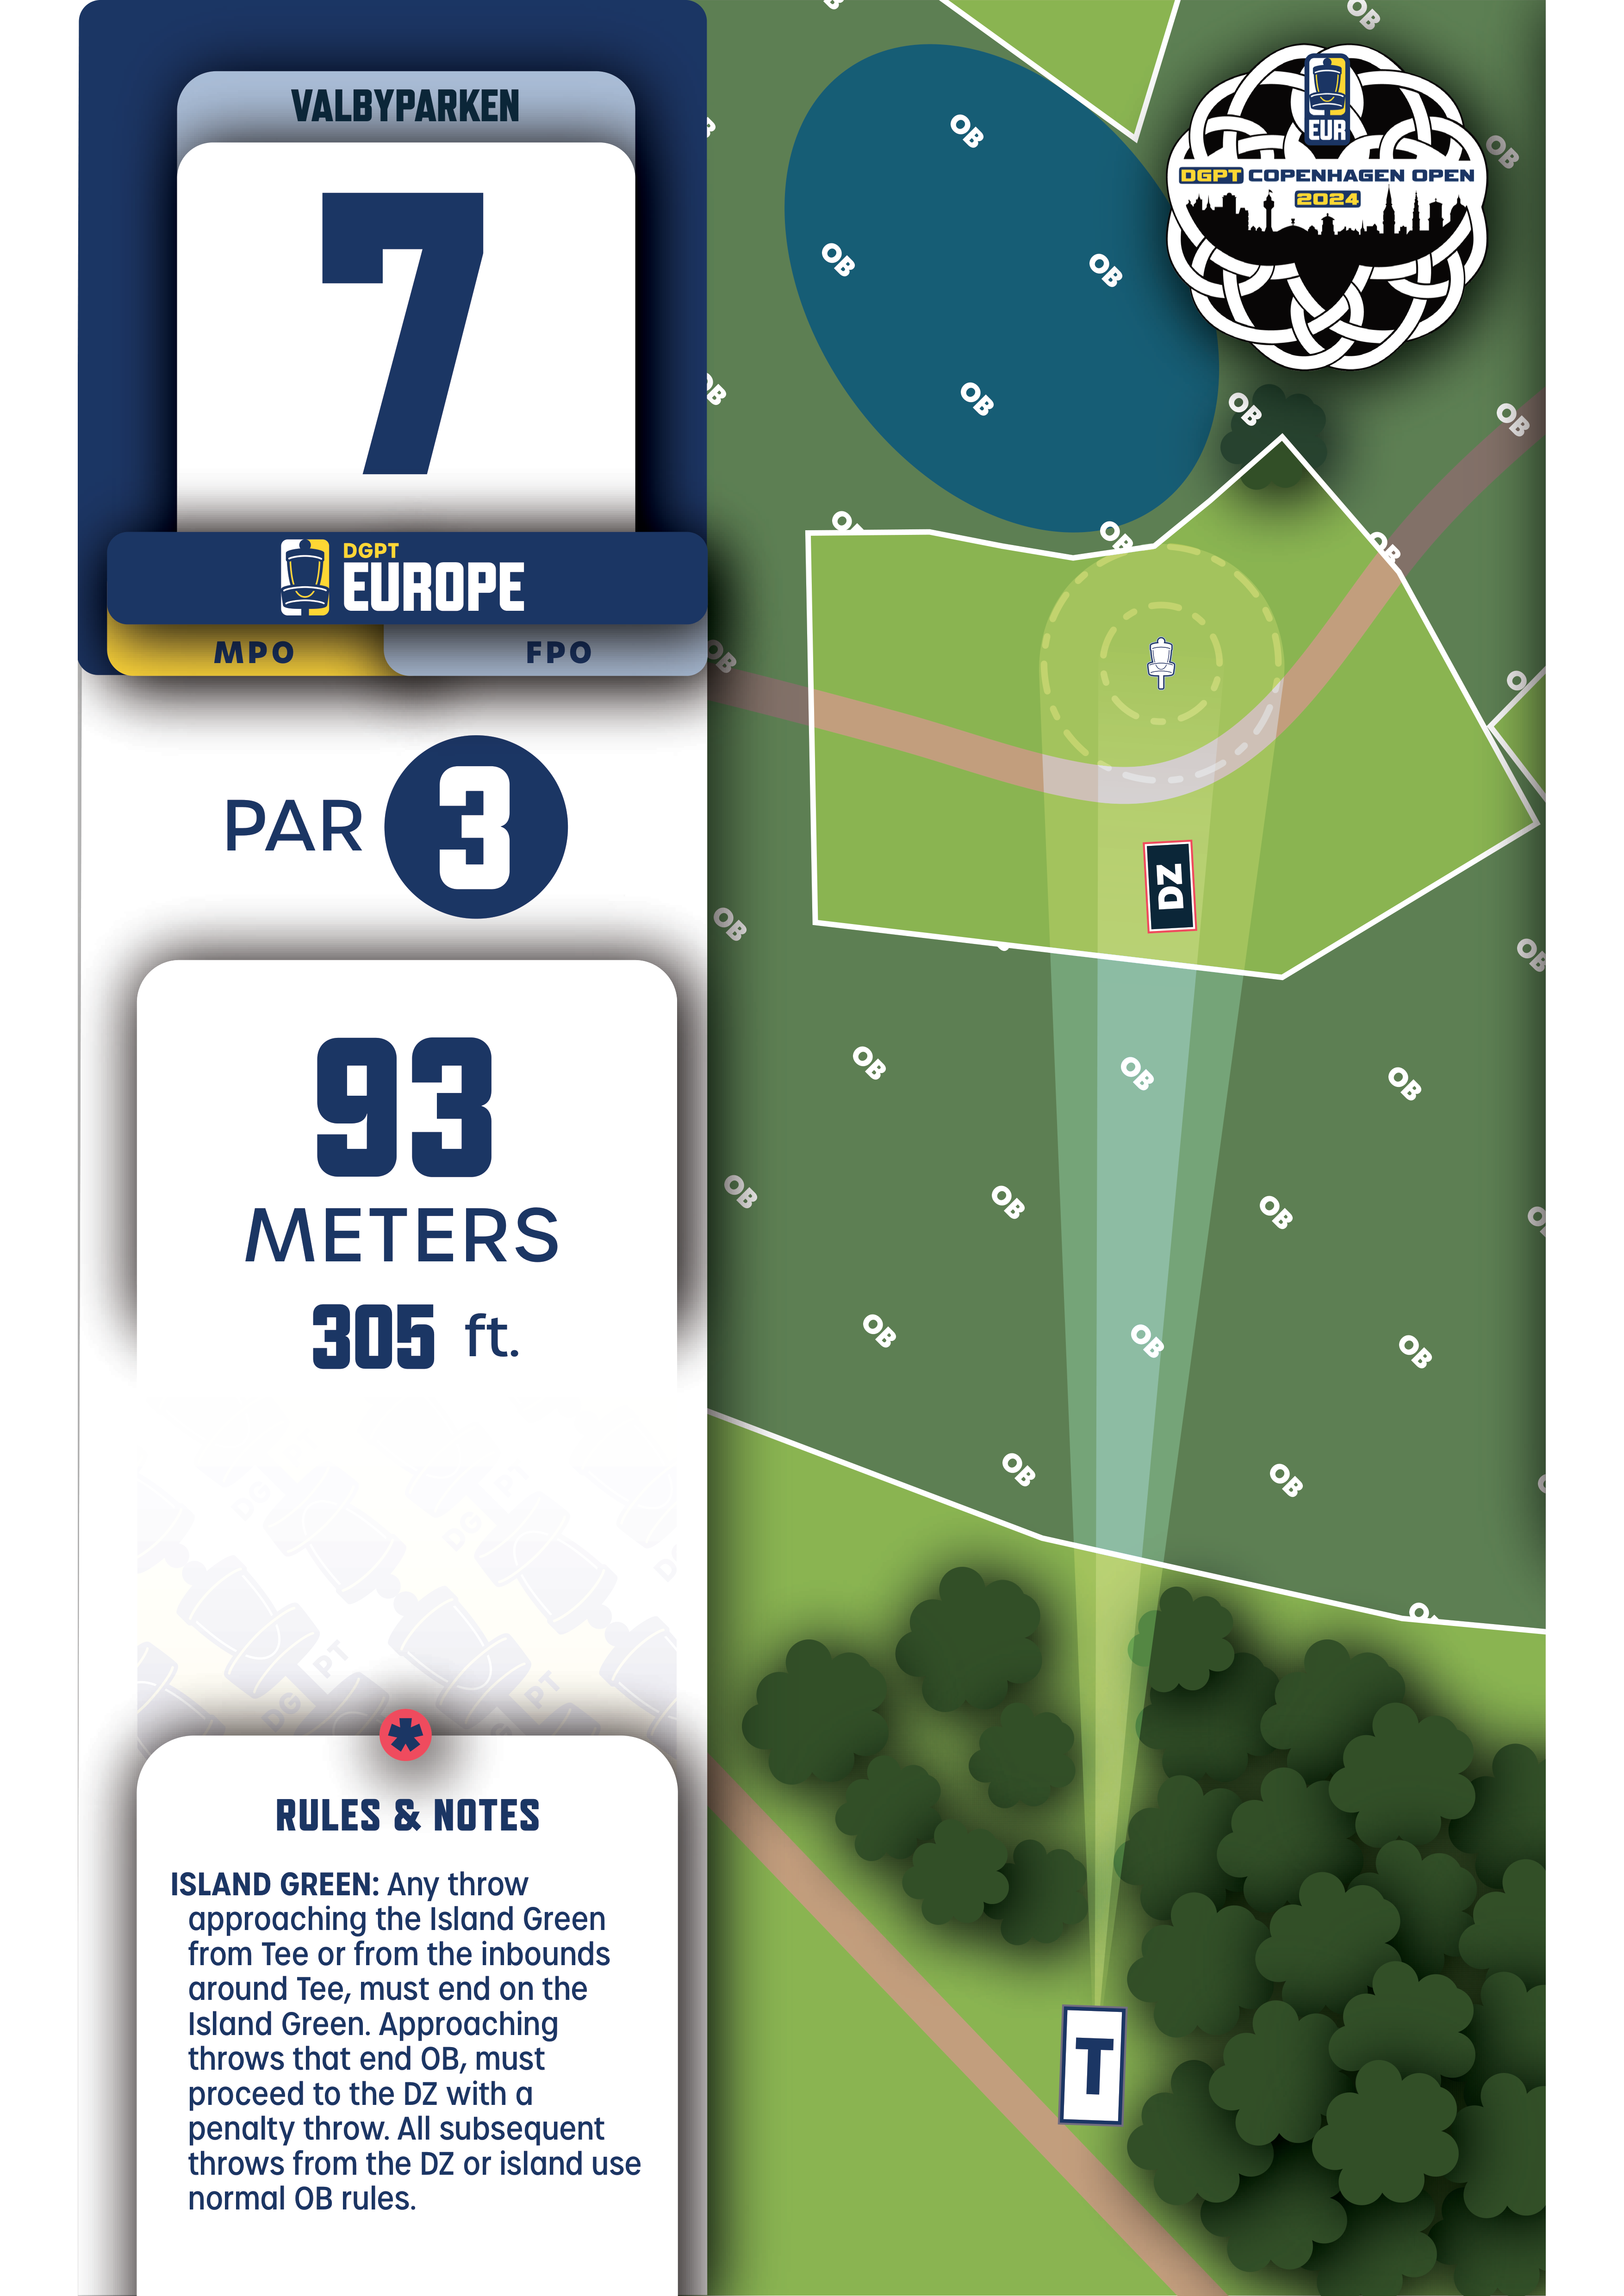 VALBYPARKEN
7
DGPT
EUROPE
MPO
FPO
PAR 3
93
METERS
305 ft.
*
RULES & NOTES
ISLAND GREEN: Any throw
approaching the Island Green
from Tee or from the inbounds
around Tee, must end on the
Island Green. Approaching
throws that end OB, must
proceed to the DZ with a
penalty throw. All subsequent
throws from the DZ or island use
normal OB rules.
EUR
DGPT COPENHAGEN OPEN
2024
OB
OB
OB
OB
OB
OB
OB
OB
OB
OB
DZ
OB
OB
OB
OB
OB
OB
OB
OB
OB
OB
OB
OB
OB
OB
T